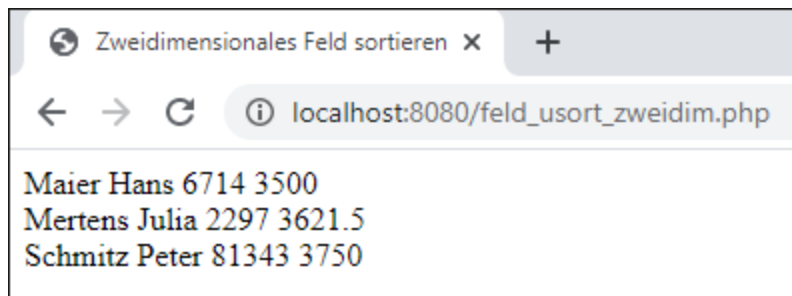 Zweidimensionales Feld sortieren
localhost:8080/feld_usort_zweidim.php
Maier Hans 6714 3500
Mertens Julia 2297 3621.5
Schmitz Peter 81343 3750